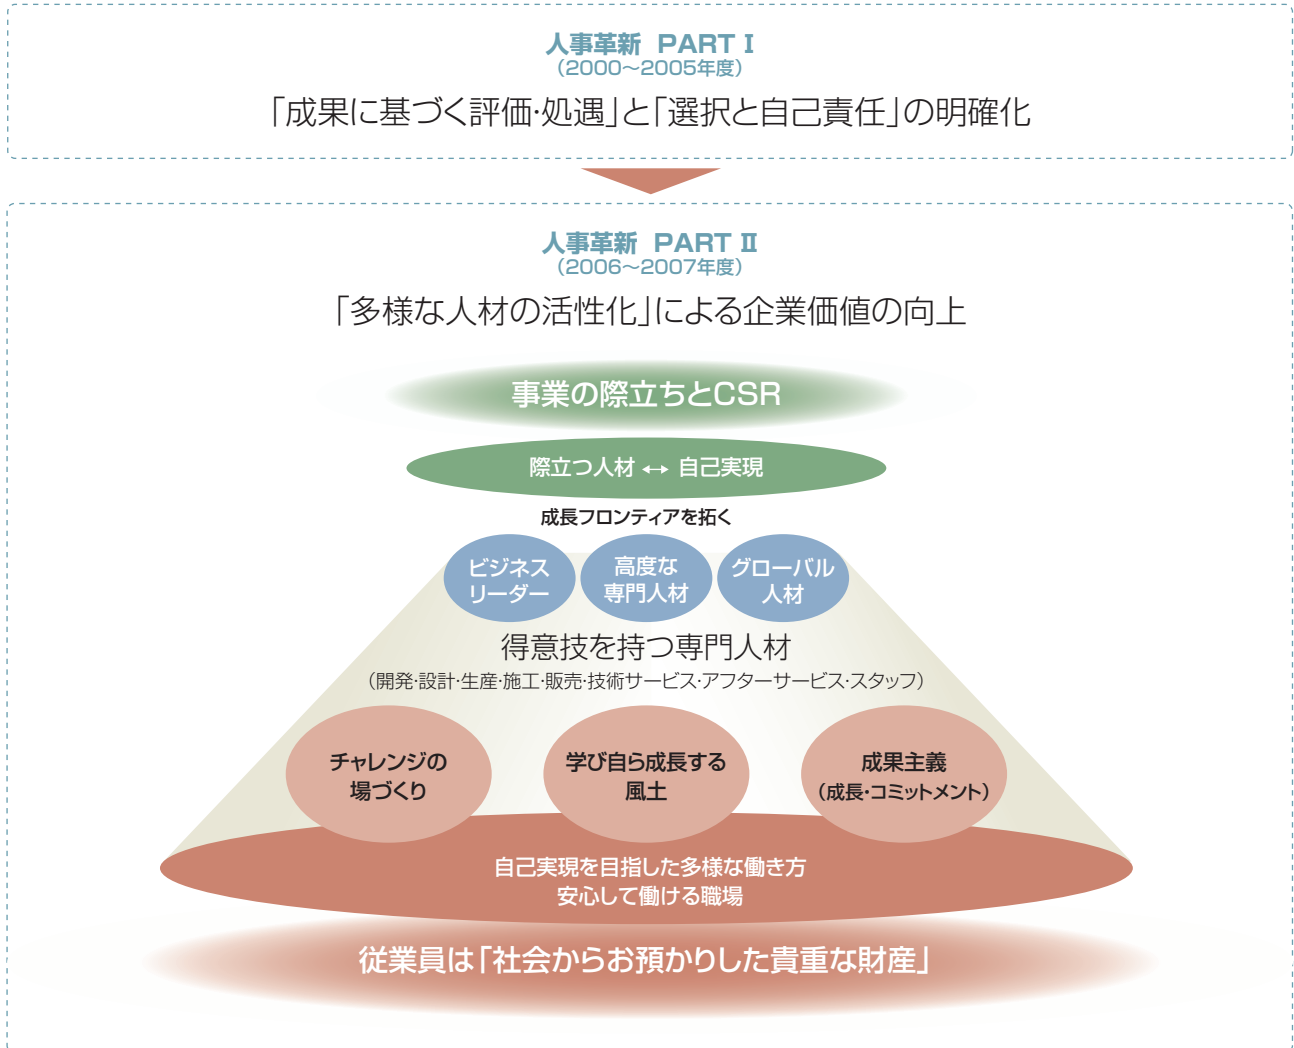 人事革新 PART Ⅰ
（2000～2005年度）
「成果に基づく評価・処遇」と「選択と自己責任」の明確化
人事革新 PART Ⅱ
（2006～2007年度）
「多様な人材の活性化」による企業価値の向上
事業の際立ちとCSR
際立つ人材 ↔ 自己実現
成長フロンティアを拓く
ビジネス
リーダー
高度な
専門人材
グローバル
人材
得意技を持つ専門人材
（開発・設計・生産・施工・販売・技術サービス・アフターサービス・スタッフ）
チャレンジの
場づくり
学び自ら成長する
風土
成果主義
（成長・コミットメント）
自己実現を目指した多様な働き方
安心して働ける職場
従業員は「社会からお預かりした貴重な財産」